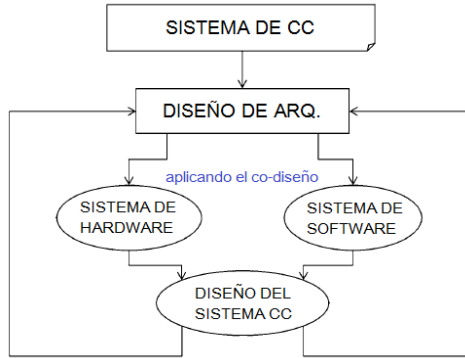 SISTEMA DE CC
DISEÑO DE ARQ.
aplicando el co-diseño
SISTEMA DE
HARDWARE
SISTEMA DE
SOFTWARE
DISEÑO DEL
SISTEMA CC